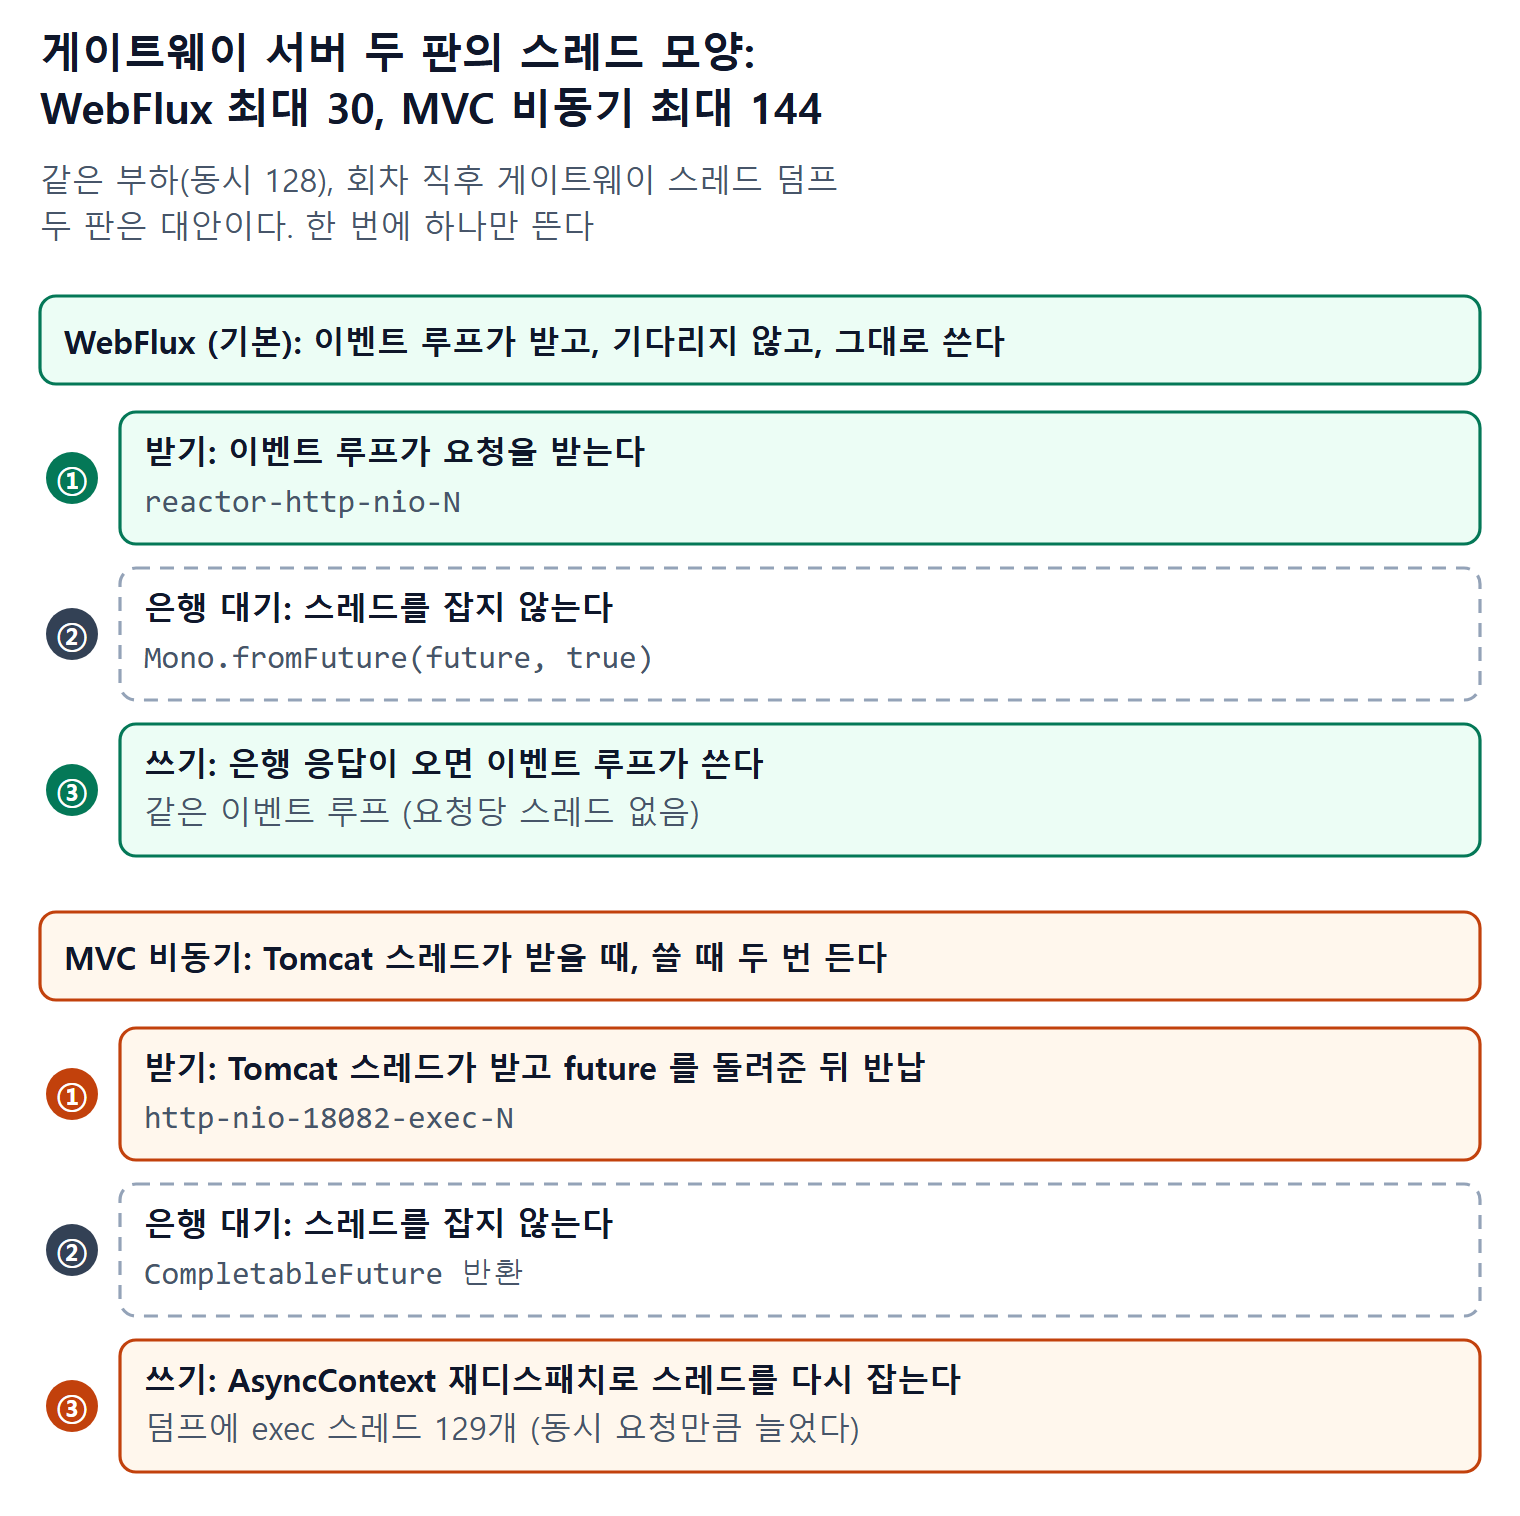 게이트웨이 서버 두 판의 스레드 모양:
WebFlux 최대 30, MVC 비동기 최대 144
같은 부하(동시 128), 회차 직후 게이트웨이 스레드 덤프
두 판은 대안이다. 한 번에 하나만 뜬다
WebFlux (기본): 이벤트 루프가 받고, 기다리지 않고, 그대로 쓴다
① 받기: 이벤트 루프가 요청을 받는다
reactor-http-nio-N
② 은행 대기: 스레드를 잡지 않는다
Mono.fromFuture(future, true)
③ 쓰기: 은행 응답이 오면 이벤트 루프가 쓴다
같은 이벤트 루프 (요청당 스레드 없음)
MVC 비동기: Tomcat 스레드가 받을 때, 쓸 때 두 번 든다
① 받기: Tomcat 스레드가 받고 future 를 돌려준 뒤 반납
http-nio-18082-exec-N
② 은행 대기: 스레드를 잡지 않는다
CompletableFuture 반환
③ 쓰기: AsyncContext 재디스패치로 스레드를 다시 잡는다
덤프에 exec 스레드 129개 (동시 요청만큼 늘었다)